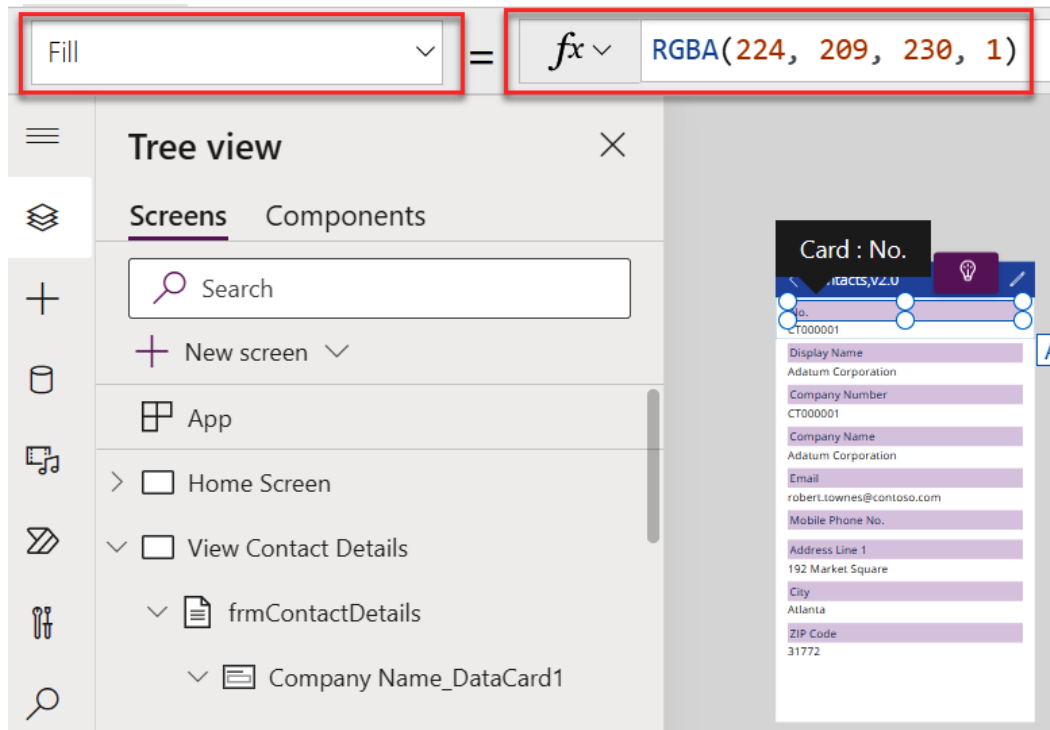 Fill
=
fx
RGBA(224, 209, 230, 1)
Tree view
Screens
Components
Search
New screen
App
Home Screen
View Contact Details
frmContactDetails
Company Name_DataCard1
Card : No.
ntacts,v2.0
No.
CT000001
Display Name
Adatum Corporation
Company Number
CT000001
Company Name
Adatum Corporation
Email
robert.townes@contoso.com
Mobile Phone No.
Address Line 1
192 Market Square
City
Atlanta
ZIP Code
31772
A